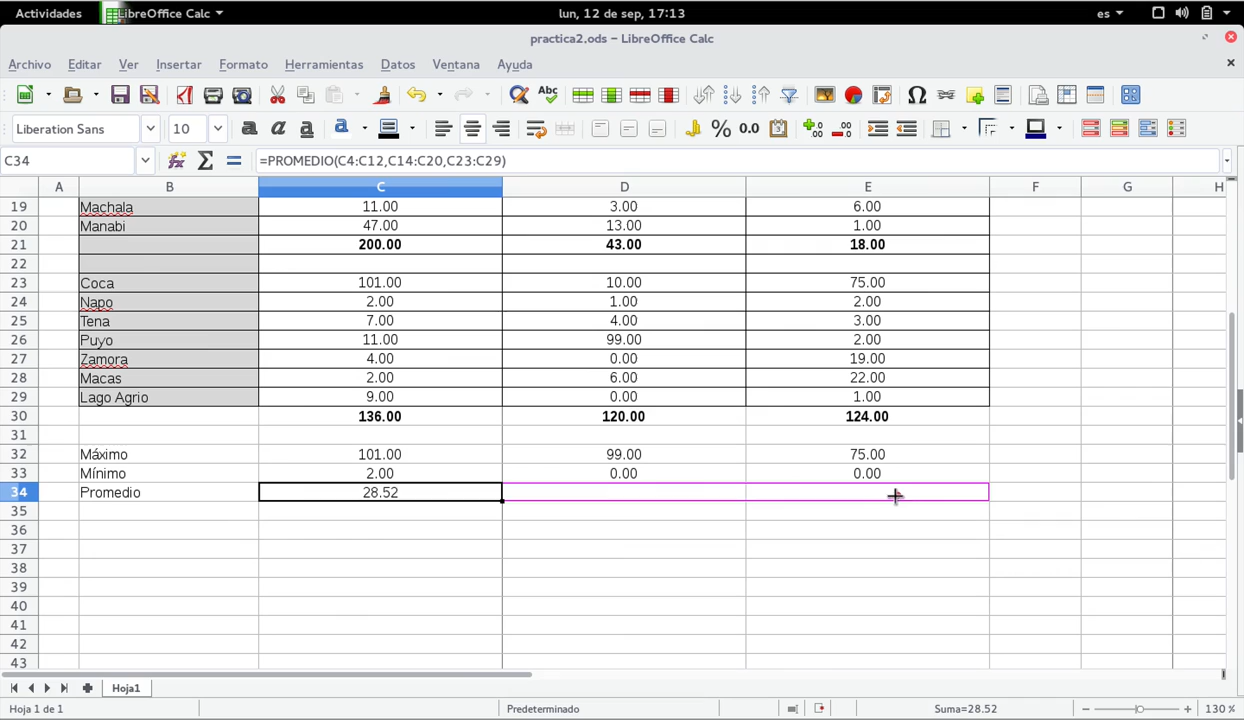 Actividades LibreOffice Calc lun, 12 de sep, 17:13 es
practica2.ods – LibreOffice Calc
Archivo Editar Ver Insertar Formato Herramientas Datos Ventana Ayuda
Liberation Sans 10 a a a a % 0.0
C34 =PROMEDIO(C4:C12,C14:C20,C23:C29)
A B C D E F G H
19 Machala 11.00 3.00 6.00
20 Manabi 47.00 13.00 1.00
21 200.00 43.00 18.00
22
23 Coca 101.00 10.00 75.00
24 Napo 2.00 1.00 2.00
25 Tena 7.00 4.00 3.00
26 Puyo 11.00 99.00 2.00
27 Zamora 4.00 0.00 19.00
28 Macas 2.00 6.00 22.00
29 Lago Agrio 9.00 0.00 1.00
30 136.00 120.00 124.00
31
32 Máximo 101.00 99.00 75.00
33 Mínimo 2.00 0.00 0.00
34 Promedio 28.52
35
36
37
38
39
40
41
42
43
Hoja1
Hoja 1 de 1 Predeterminado Suma=28.52 130 %